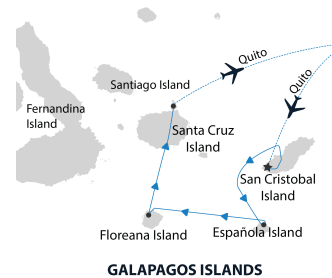 Quito
Quito
Santiago Island
Fernandina
Island
Santa Cruz
Island
San Cristobal
Island
Floreana Island
Española Island
GALAPAGOS ISLANDS